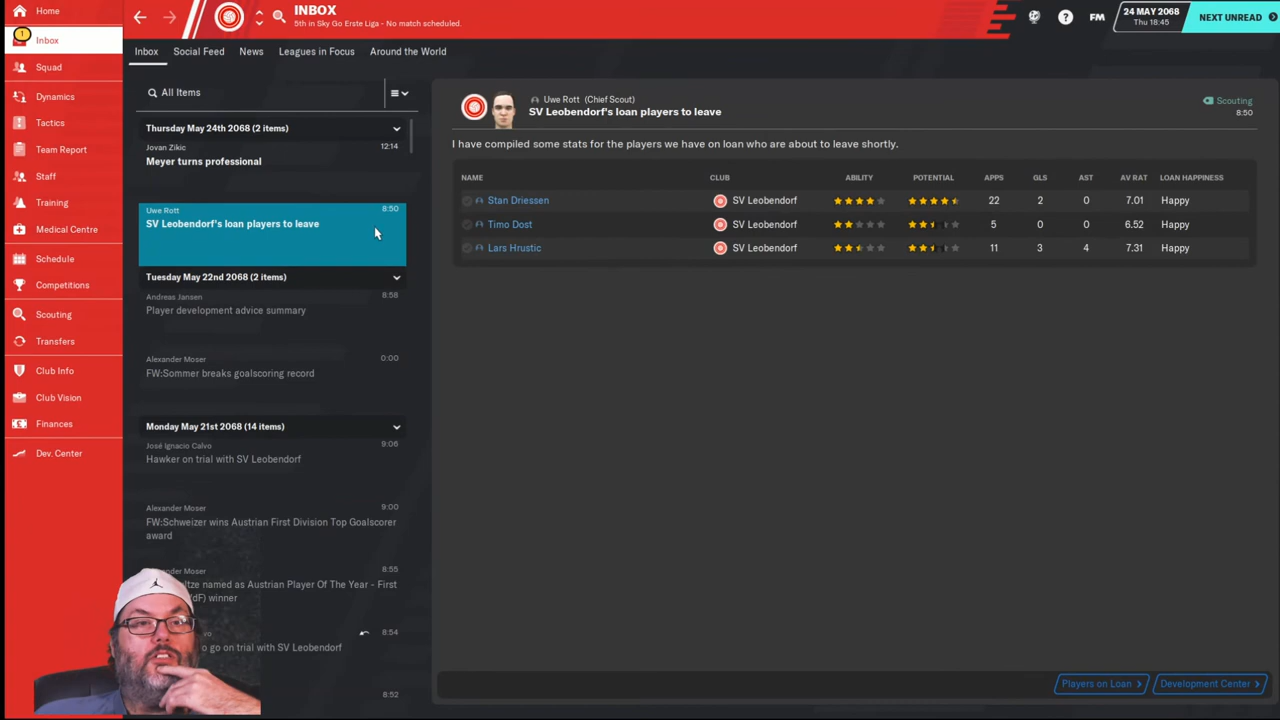 Home
INBOX
5th in Sky Go Erste Liga - No match scheduled.
FM
24 MAY 2068
Thu 18:45
NEXT UNREAD
1
Inbox
Inbox
Social Feed
News
Leagues in Focus
Around the World
Squad
Dynamics
Tactics
Team Report
Staff
Training
Medical Centre
Schedule
Competitions
Scouting
Transfers
Club Info
Club Vision
Finances
Dev. Center
All Items
Thursday May 24th 2068 (2 items)
Jovan Zikic
12:14
Meyer turns professional
Uwe Rott
8:50
SV Leobendorf's loan players to leave
Tuesday May 22nd 2068 (2 items)
Andreas Jansen
8:58
Player development advice summary
Alexander Moser
0:00
FW:Sommer breaks goalscoring record
Monday May 21st 2068 (14 items)
José Ignacio Calvo
9:06
Hawker on trial with SV Leobendorf
Alexander Moser
9:00
FW:Schweizer wins Austrian First Division Top Goalscorer
award
der Moser
8:55
ltze named as Austrian Player Of The Year - First
(dF) winner
vo
8:54
o go on trial with SV Leobendorf
8:52
Uwe Rott (Chief Scout)
SV Leobendorf's loan players to leave
Scouting
8:50
I have compiled some stats for the players we have on loan who are about to leave shortly.
NAME CLUB ABILITY POTENTIAL APPS GLS AST AV RAT LOAN HAPPINESS
Stan Driessen SV Leobendorf 22 2 0 7.01 Happy
Timo Dost SV Leobendorf 5 0 0 6.52 Happy
Lars Hrustic SV Leobendorf 11 3 4 7.31 Happy
Players on Loan
Development Center